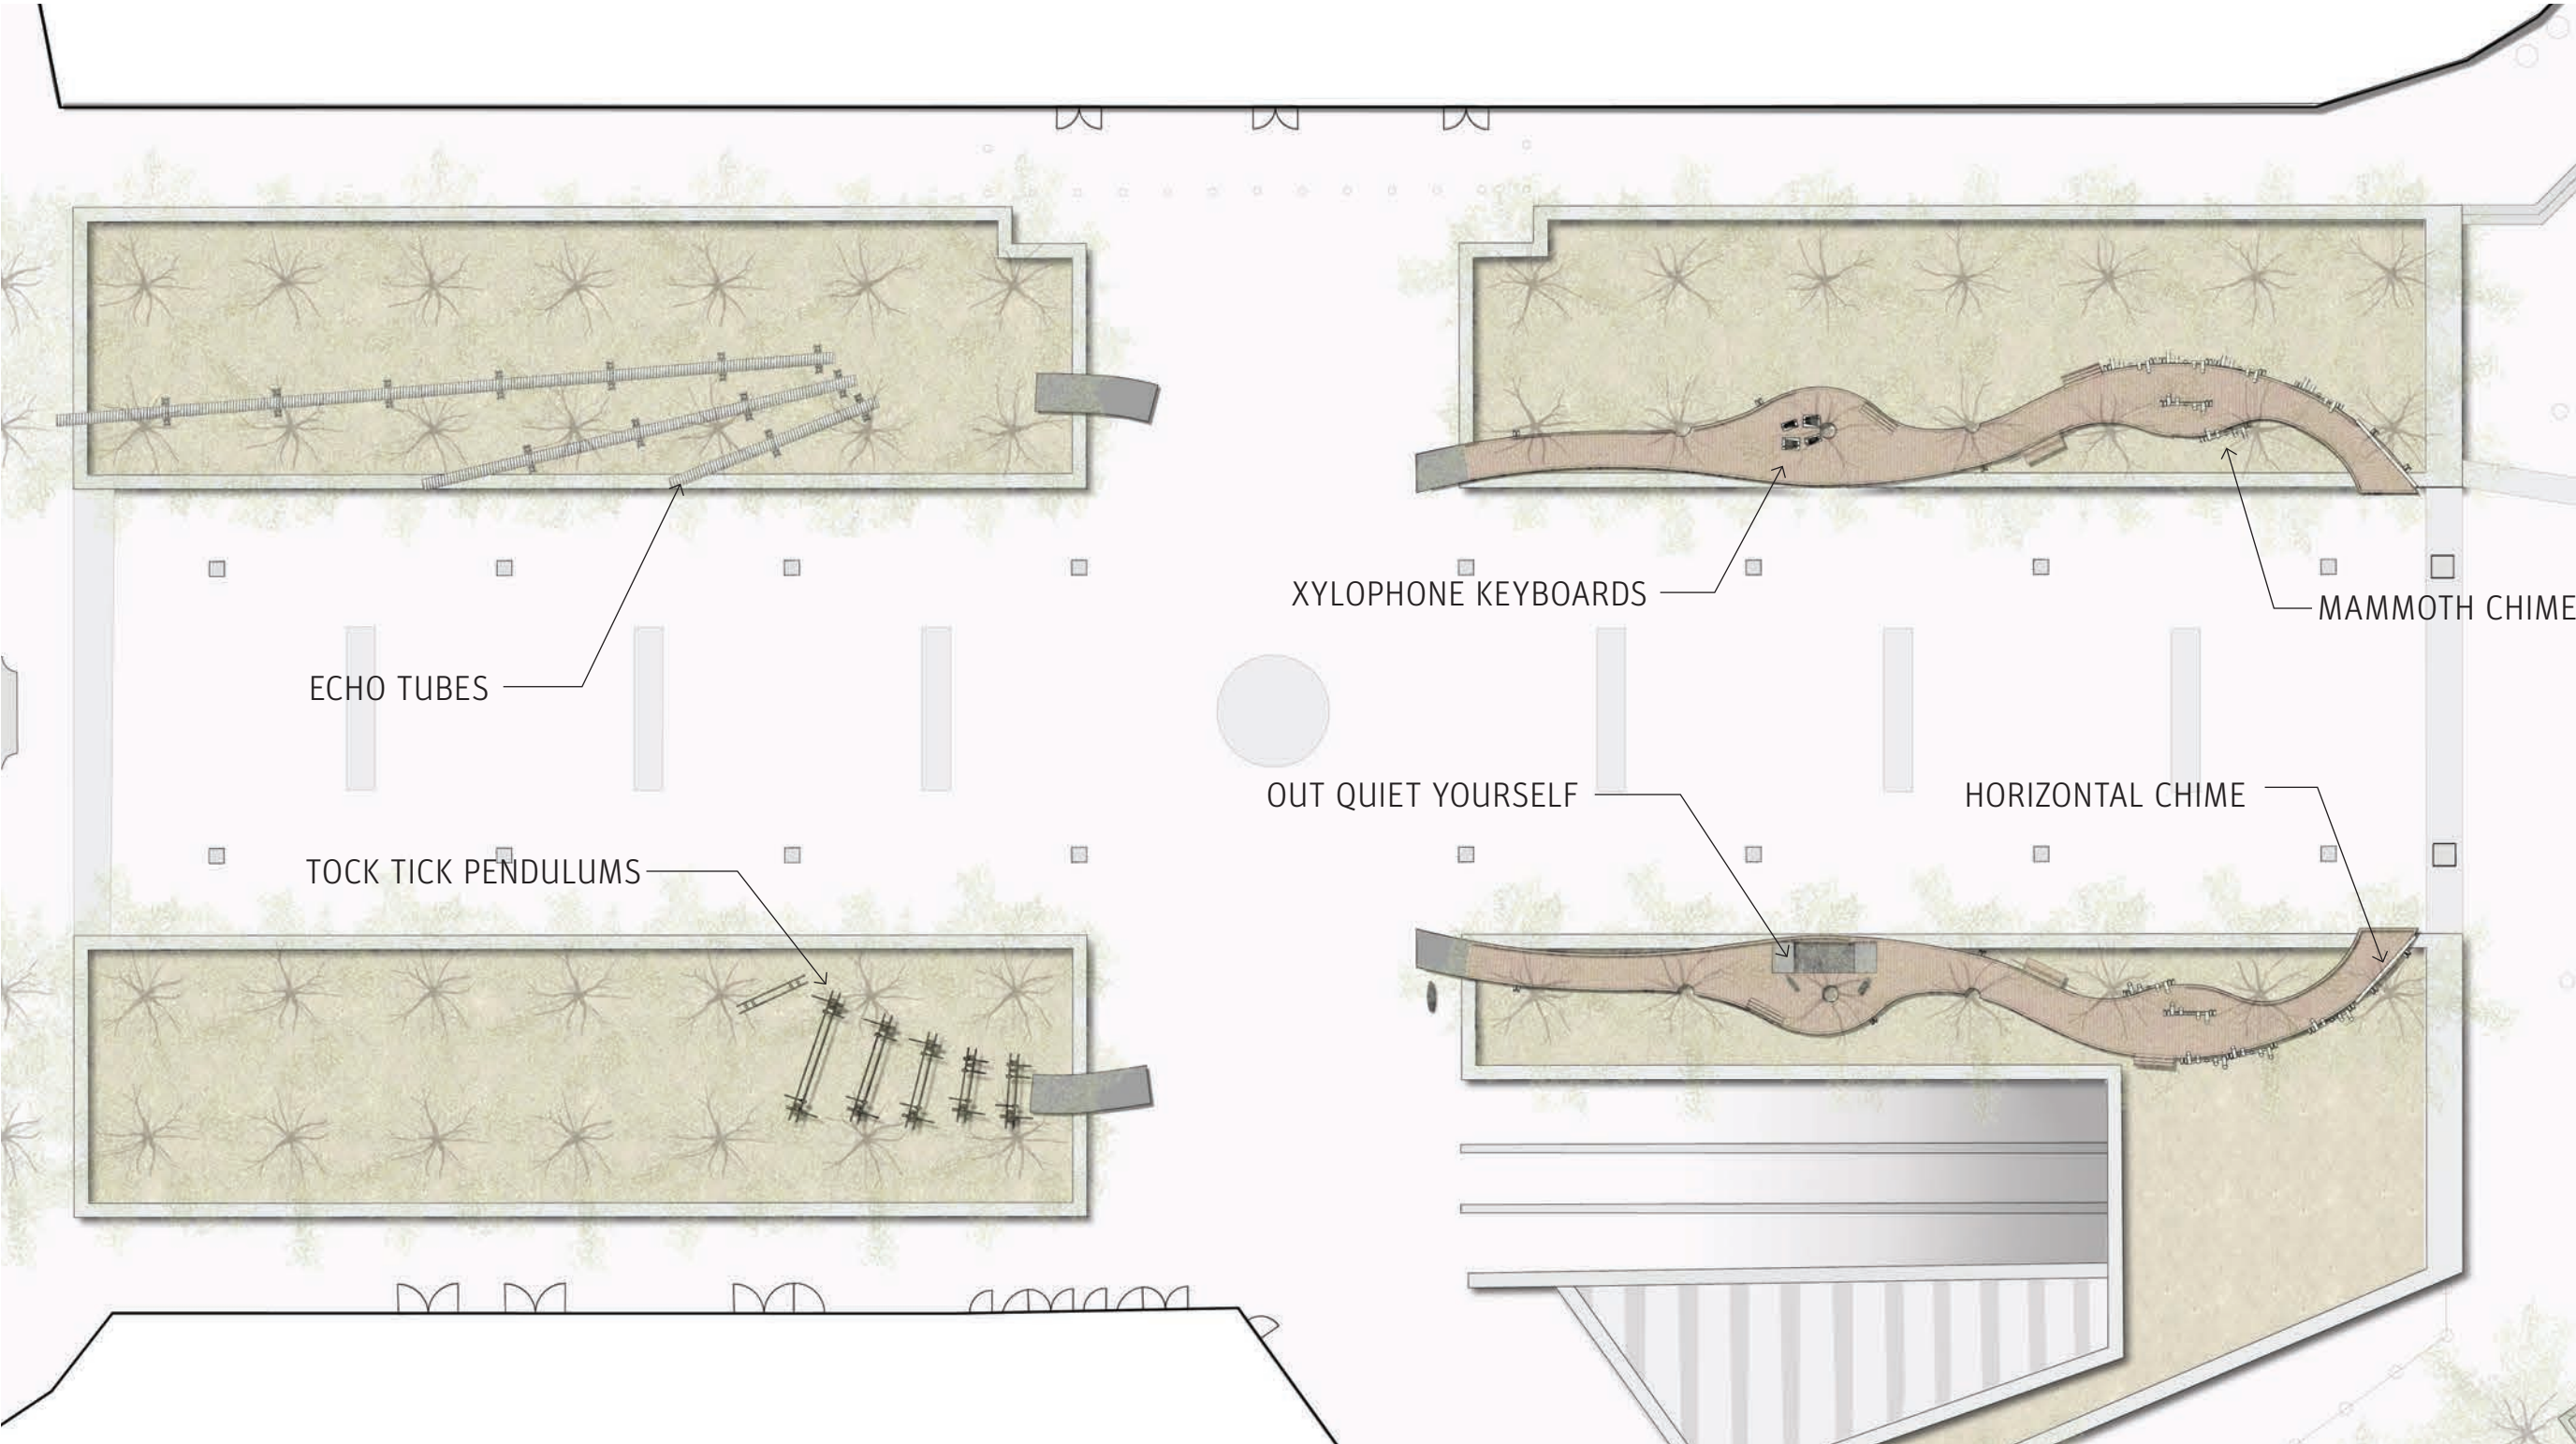 XYLOPHONE KEYBOARDS
MAMMOTH CHIME
ECHO TUBES
OUT QUIET YOURSELF
HORIZONTAL CHIME
TOCK TICK PENDULUMS